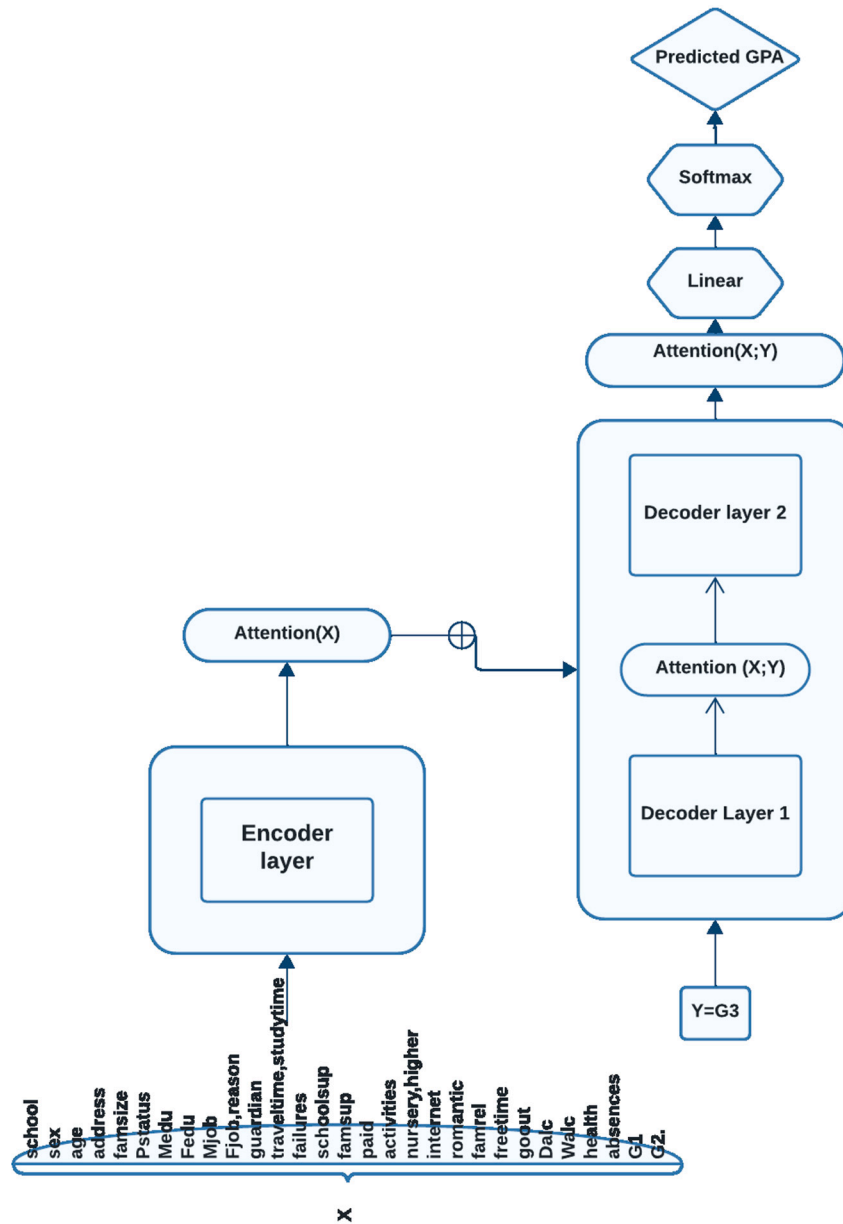 Predicted GPA
Softmax
Linear
Attention(X;Y)
Decoder layer 2
Attention (X;Y)
Decoder Layer 1
Y=G3
Attention(X)
Encoder
layer
school
sex
age
address
famsize
Pstatus
Medu
Fedu
Mjob
Fjob,reason
guardian
traveltime,studytime
failures
schoolsup
famsup
paid
activities
nursery,higher
internet
romantic
famrel
freetime
goout
Dalc
Walc
health
absences
G1
G2.
X